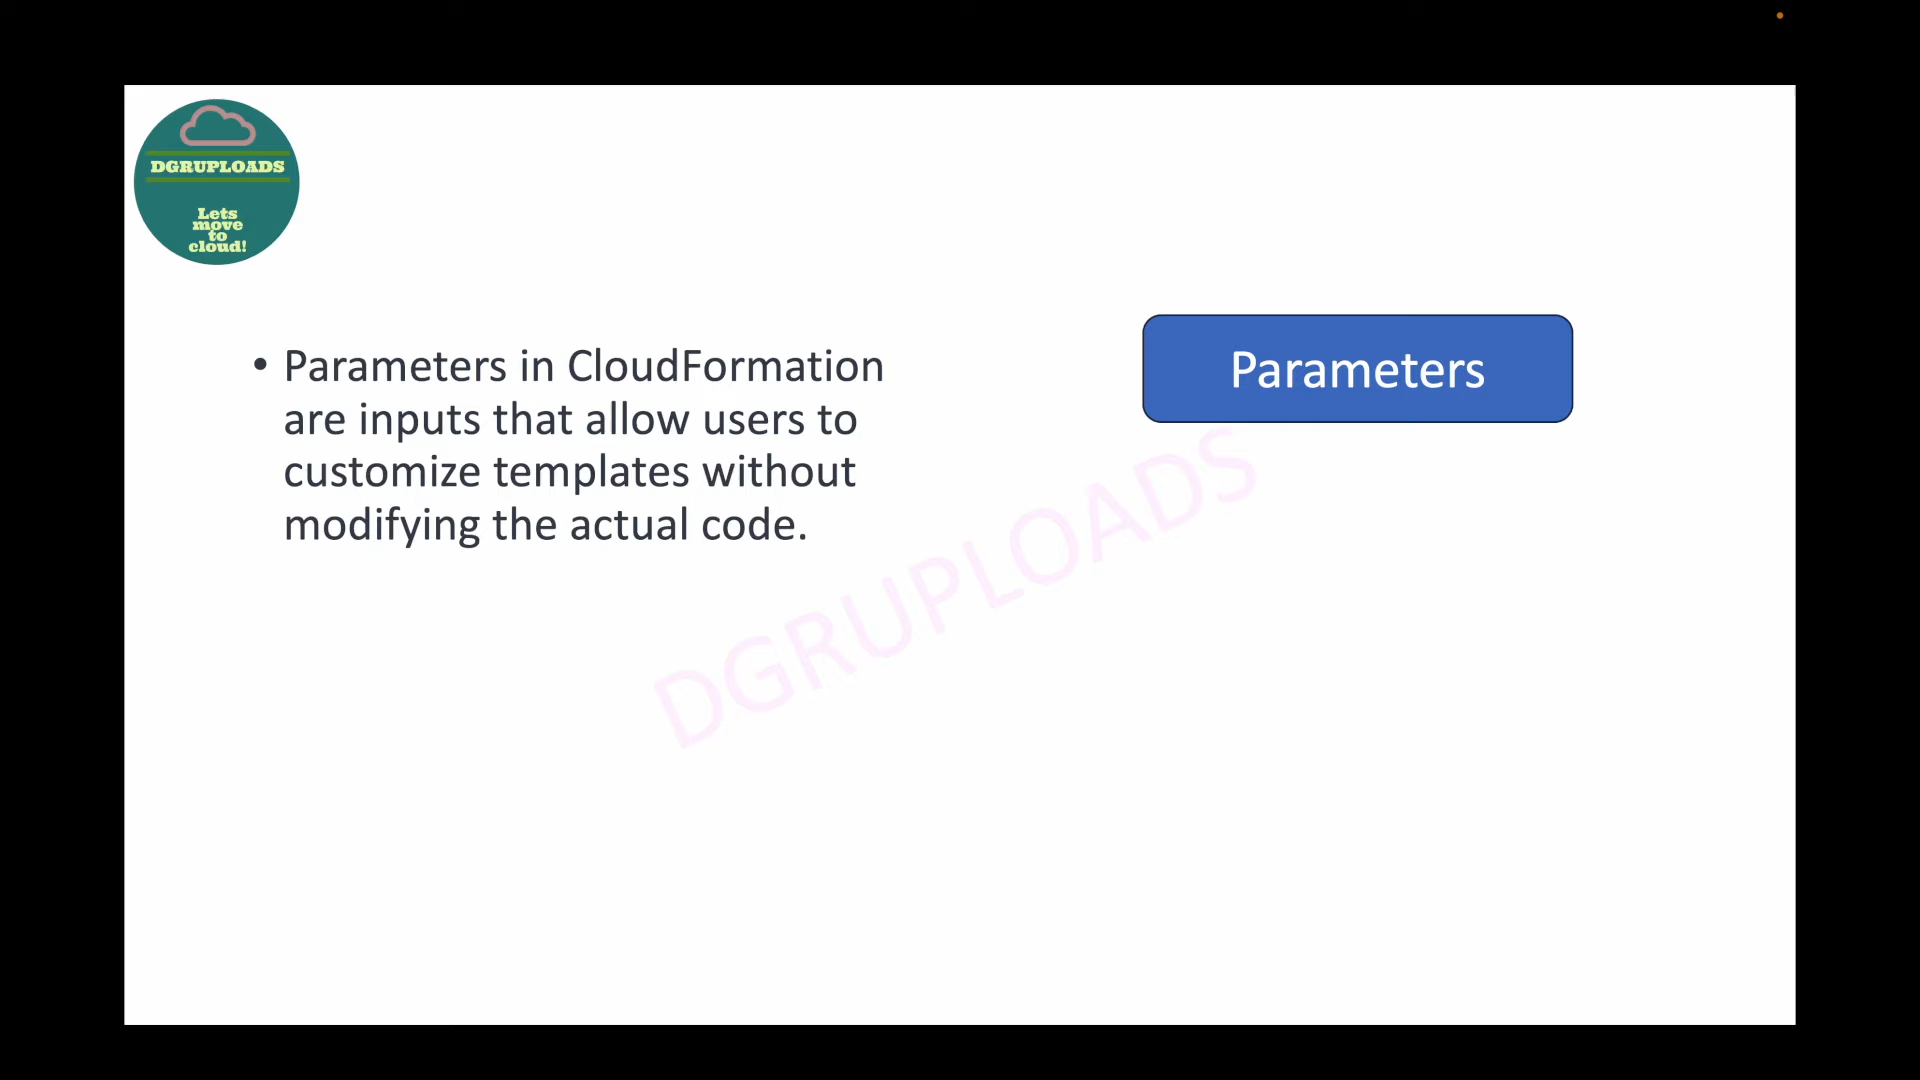 DGRUPLOADS
Lets
move
to
cloud!
• Parameters in CloudFormation
are inputs that allow users to
customize templates without
modifying the actual code.
Parameters
DGRUPLOADS